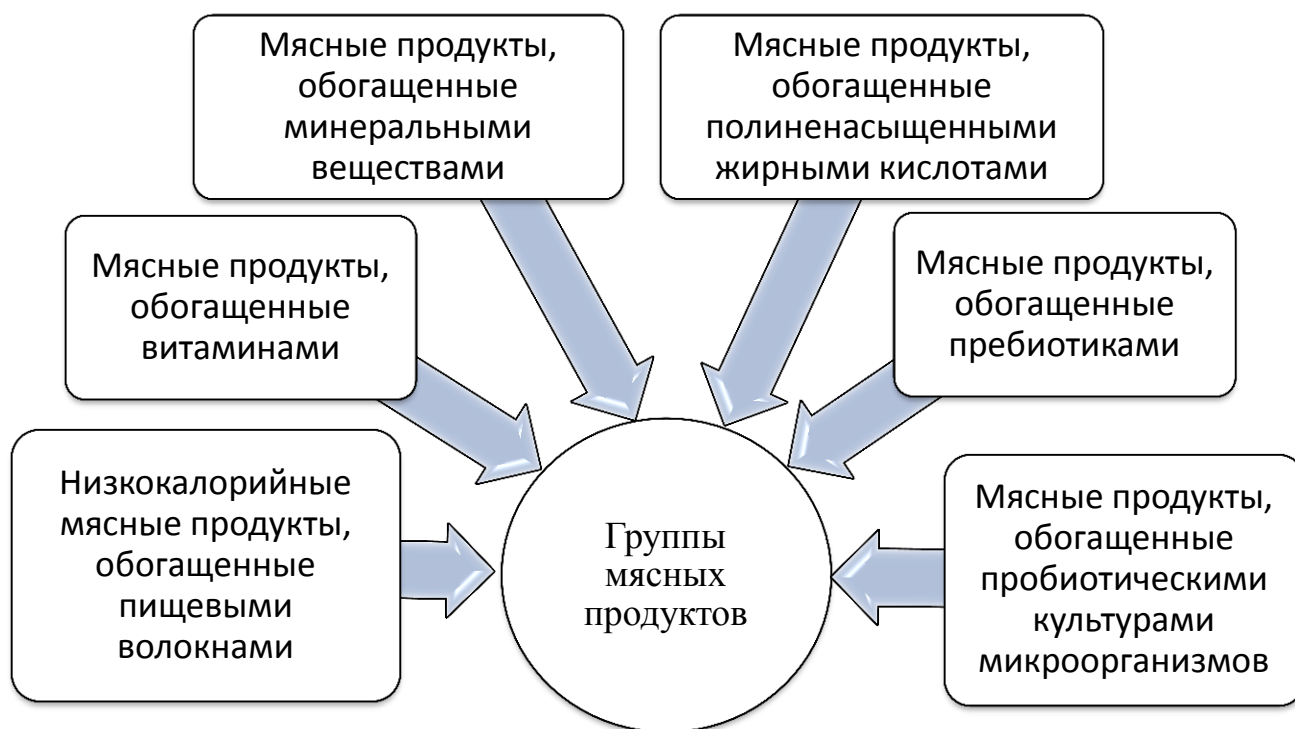 Мясные продукты,
обогащенные
минеральными
веществами
Мясные продукты,
обогащенные
полиненасыщенными
жирными кислотами
Мясные продукты,
обогащенные
витаминами
Мясные продукты,
обогащенные
пребиотиками
Низкокалорийные
мясные продукты,
обогащенные
пищевыми
волокнами
Группы
мясных
продуктов
Мясные продукты,
обогащенные
пробиотическими
культурами
микроорганизмов